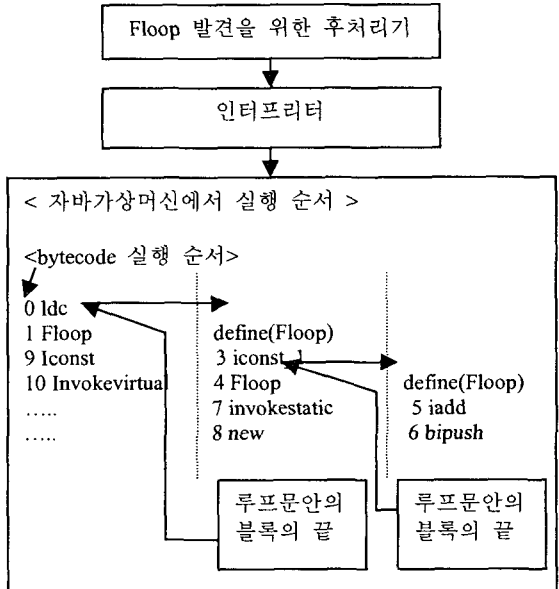 Floop 발견을 위한 후처리기
인터프리터
< 자바가상머신에서 실행 순서 >
<bytecode 실행 순서>
0 ldc
1 Floop
9 Iconst
10 Invokevirtual
.....
.....
define(Floop)
3 iconst_1
4 Floop
7 invokestatic
8 new
define(Floop)
5 iadd
6 bipush
루프문안의
블록의 끝
루프문안의
블록의 끝